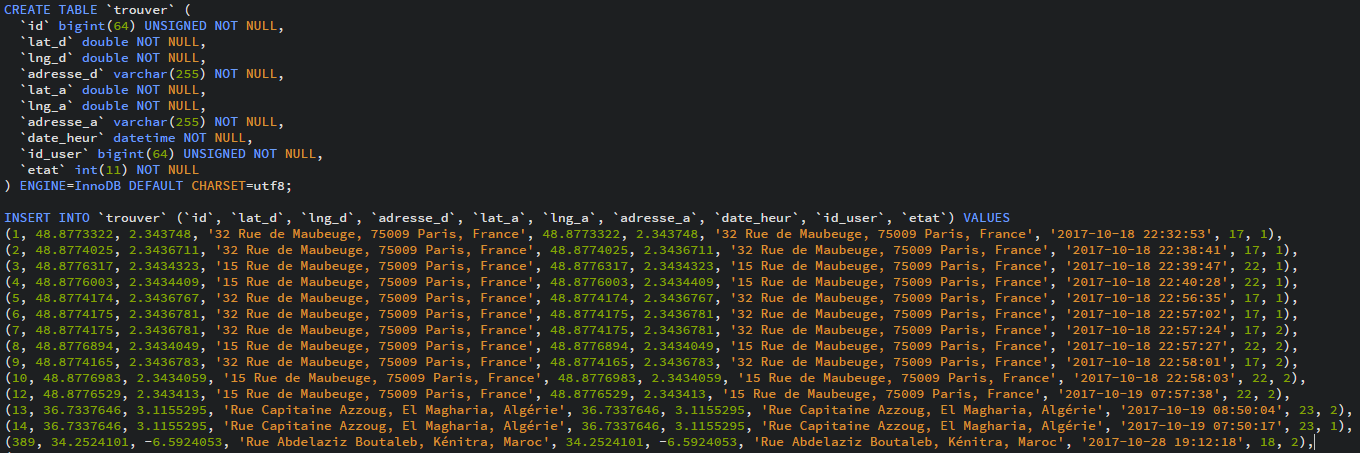 CREATE TABLE `trouver` (
  `id` bigint(64) UNSIGNED NOT NULL,
  `lat_d` double NOT NULL,
  `lng_d` double NOT NULL,
  `adresse_d` varchar(255) NOT NULL,
  `lat_a` double NOT NULL,
  `lng_a` double NOT NULL,
  `adresse_a` varchar(255) NOT NULL,
  `date_heur` datetime NOT NULL,
  `id_user` bigint(64) UNSIGNED NOT NULL,
  `etat` int(11) NOT NULL
) ENGINE=InnoDB DEFAULT CHARSET=utf8;

INSERT INTO `trouver` (`id`, `lat_d`, `lng_d`, `adresse_d`, `lat_a`, `lng_a`, `adresse_a`, `date_heur`, `id_user`, `etat`) VALUES
(1, 48.8773322, 2.343748, '32 Rue de Maubeuge, 75009 Paris, France', 48.8773322, 2.343748, '32 Rue de Maubeuge, 75009 Paris, France', '2017-10-18 22:32:53', 17, 1),
(2, 48.8774025, 2.3436711, '32 Rue de Maubeuge, 75009 Paris, France', 48.8774025, 2.3436711, '32 Rue de Maubeuge, 75009 Paris, France', '2017-10-18 22:38:41', 17, 1),
(3, 48.8776317, 2.3434323, '15 Rue de Maubeuge, 75009 Paris, France', 48.8776317, 2.3434323, '15 Rue de Maubeuge, 75009 Paris, France', '2017-10-18 22:39:47', 22, 1),
(4, 48.8776003, 2.3434409, '15 Rue de Maubeuge, 75009 Paris, France', 48.8776003, 2.3434409, '15 Rue de Maubeuge, 75009 Paris, France', '2017-10-18 22:40:28', 22, 1),
(5, 48.8774174, 2.3436767, '32 Rue de Maubeuge, 75009 Paris, France', 48.8774174, 2.3436767, '32 Rue de Maubeuge, 75009 Paris, France', '2017-10-18 22:56:35', 17, 1),
(6, 48.8774175, 2.3436781, '32 Rue de Maubeuge, 75009 Paris, France', 48.8774175, 2.3436781, '32 Rue de Maubeuge, 75009 Paris, France', '2017-10-18 22:57:02', 17, 1),
(7, 48.8774175, 2.3436781, '32 Rue de Maubeuge, 75009 Paris, France', 48.8774175, 2.3436781, '32 Rue de Maubeuge, 75009 Paris, France', '2017-10-18 22:57:24', 17, 2),
(8, 48.8776894, 2.3434049, '15 Rue de Maubeuge, 75009 Paris, France', 48.8776894, 2.3434049, '15 Rue de Maubeuge, 75009 Paris, France', '2017-10-18 22:57:27', 22, 2),
(9, 48.8774165, 2.3436783, '32 Rue de Maubeuge, 75009 Paris, France', 48.8774165, 2.3436783, '32 Rue de Maubeuge, 75009 Paris, France', '2017-10-18 22:58:01', 17, 2),
(10, 48.8776983, 2.3434059, '15 Rue de Maubeuge, 75009 Paris, France', 48.8776983, 2.3434059, '15 Rue de Maubeuge, 75009 Paris, France', '2017-10-18 22:58:03', 22, 2),
(12, 48.8776529, 2.343413, '15 Rue de Maubeuge, 75009 Paris, France', 48.8776529, 2.343413, '15 Rue de Maubeuge, 75009 Paris, France', '2017-10-19 07:57:38', 22, 2),
(13, 36.7337646, 3.1155295, 'Rue Capitaine Azzoug, El Magharia, Algérie', 36.7337646, 3.1155295, 'Rue Capitaine Azzoug, El Magharia, Algérie', '2017-10-19 08:50:04', 23, 2),
(14, 36.7337646, 3.1155295, 'Rue Capitaine Azzoug, El Magharia, Algérie', 36.7337646, 3.1155295, 'Rue Capitaine Azzoug, El Magharia, Algérie', '2017-10-19 07:50:17', 23, 1),
(389, 34.2524101, -6.5924053, 'Rue Abdelaziz Boutaleb, Kénitra, Maroc', 34.2524101, -6.5924053, 'Rue Abdelaziz Boutaleb, Kénitra, Maroc', '2017-10-28 19:12:18', 18, 2),